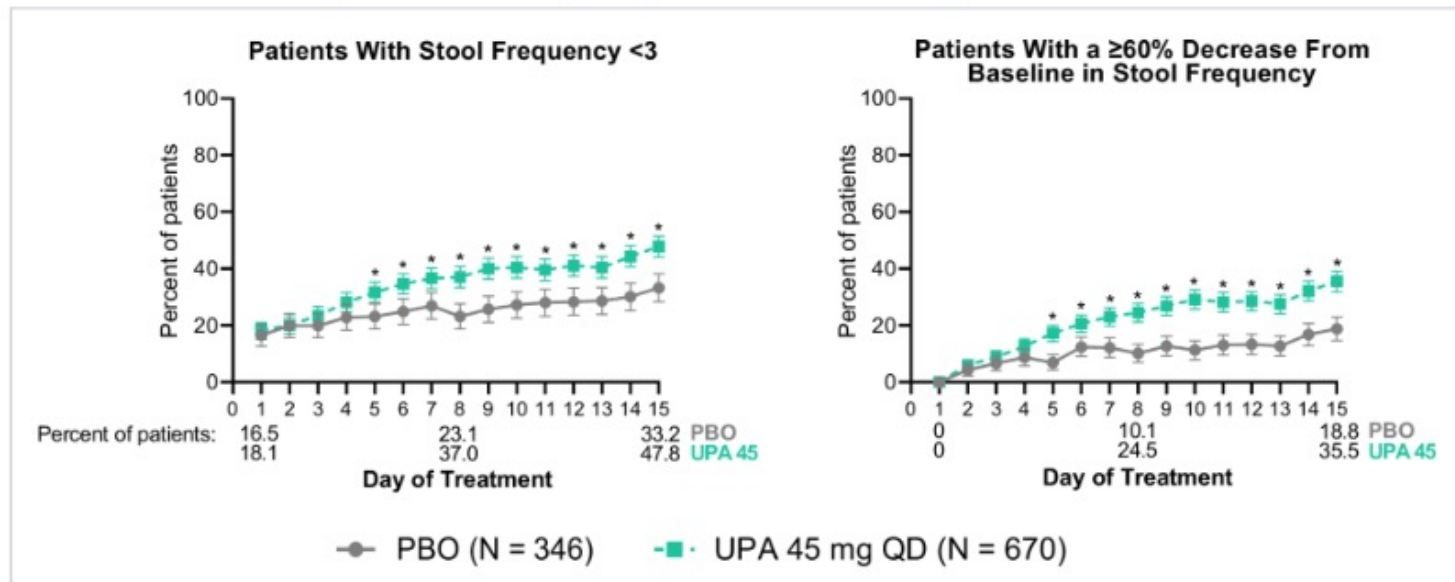 Patients With Stool Frequency <3
Percent of patients
100
80
60
40
20
0
* * * * * * * * * * *
0 1 2 3 4 5 6 7 8 9 10 11 12 13 14 15
Percent of patients: 16.5 23.1 33.2 PBO
18.1 37.0 47.8 UPA 45
Day of Treatment
Patients With a ≥60% Decrease From
Baseline in Stool Frequency
Percent of patients
100
80
60
40
20
0
* * * * * * * * * * *
0 1 2 3 4 5 6 7 8 9 10 11 12 13 14 15
0 10.1 18.8 PBO
0 24.5 35.5 UPA 45
Day of Treatment
PBO (N = 346) UPA 45 mg QD (N = 670)